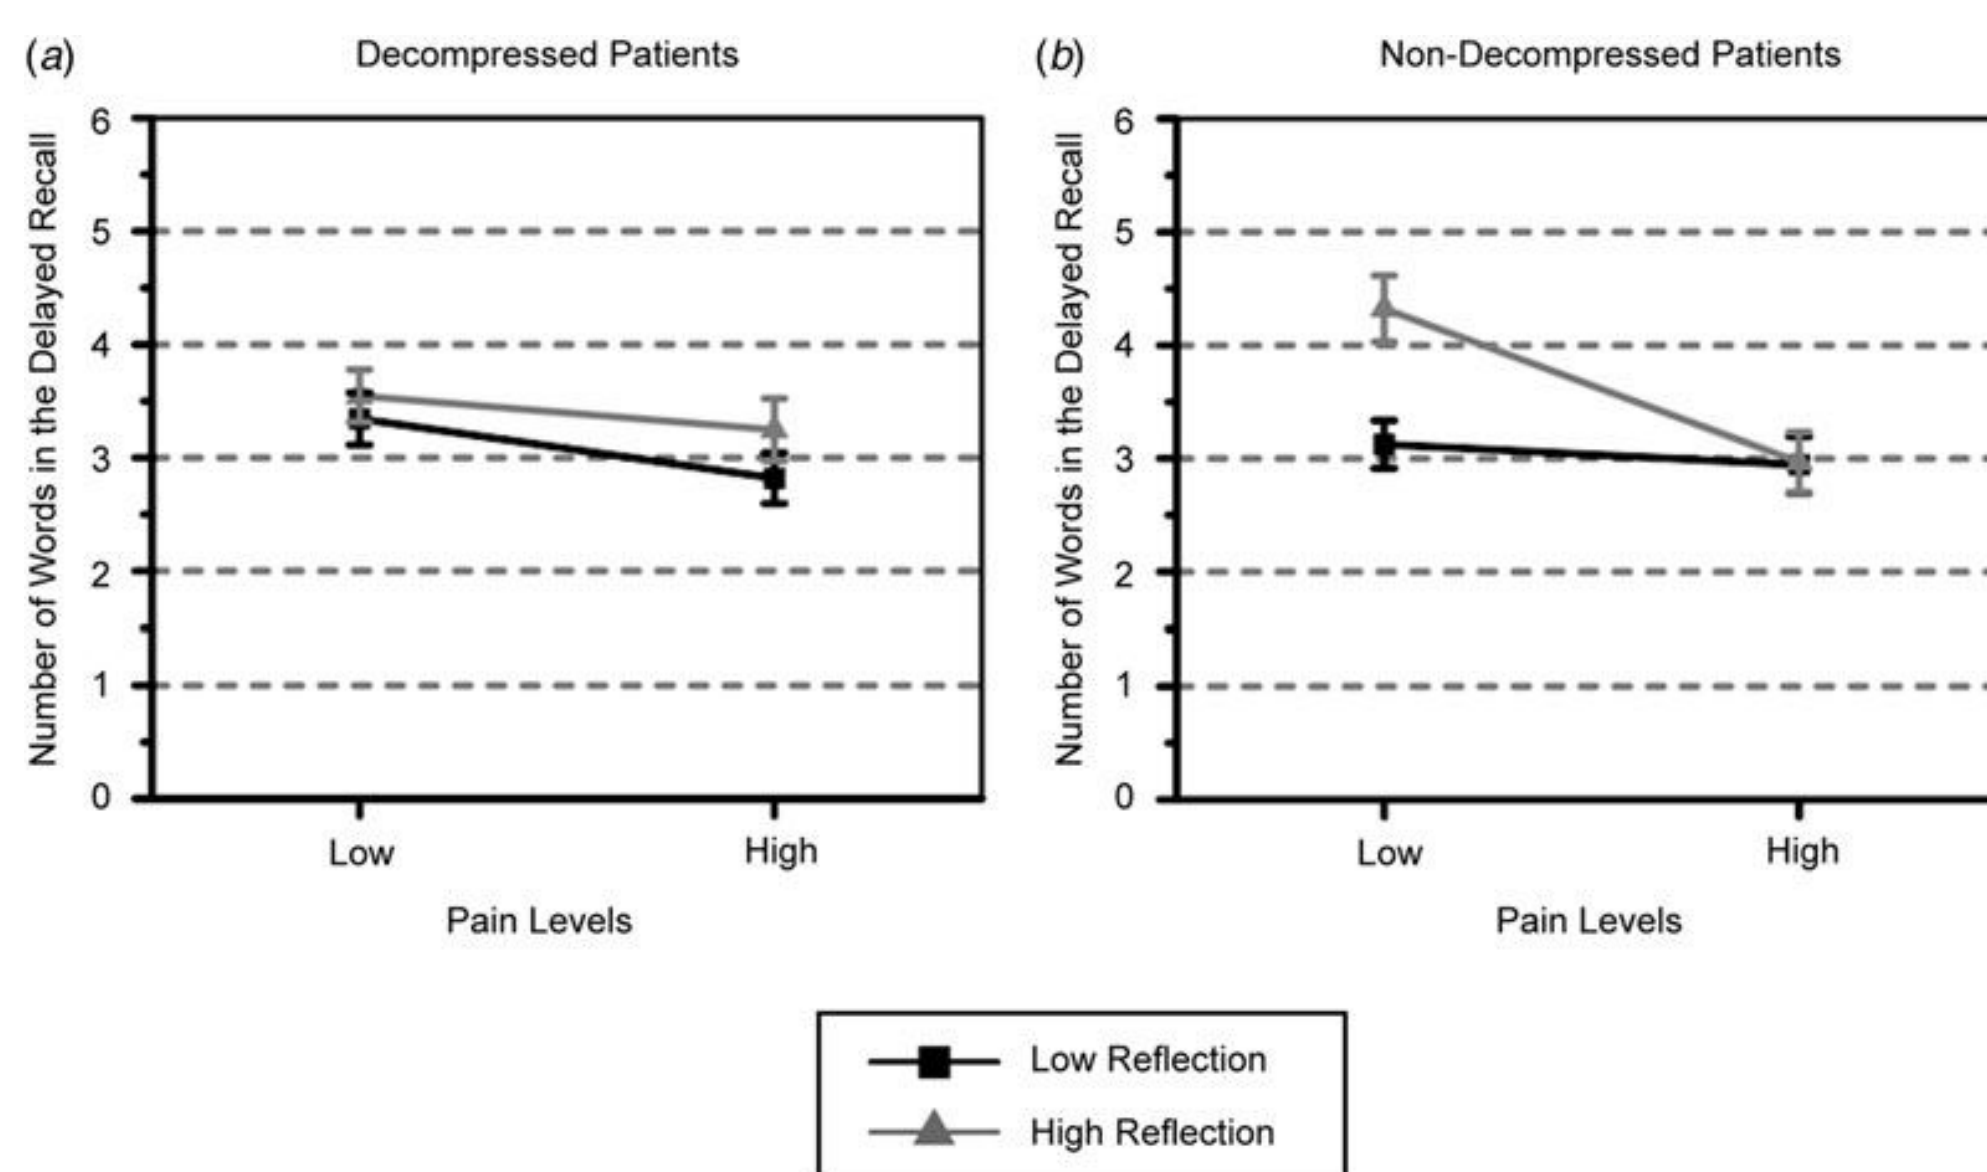 (a) Decompressed Patients
Number of Words in the Delayed Recall
6
5
4
3
2
1
0
Low High
Pain Levels
(b) Non-Decompressed Patients
Number of Words in the Delayed Recall
6
5
4
3
2
1
0
Low High
Pain Levels
Low Reflection
High Reflection